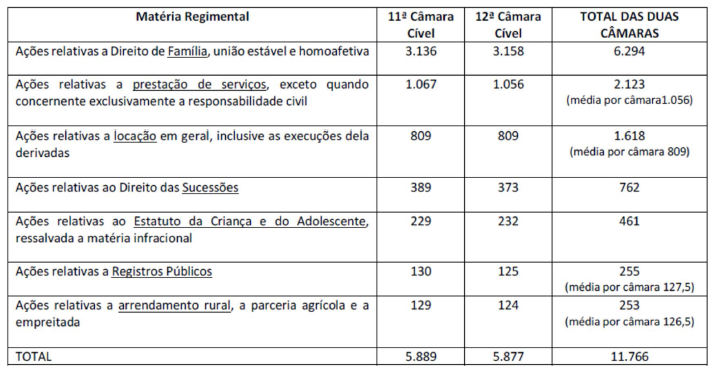 Matéria Regimental 11ª Câmara Cível 12ª Câmara Cível TOTAL DAS DUAS CÂMARAS
Ações relativas a Direito de Família, união estável e homoafetiva 3.136 3.158 6.294
Ações relativas a prestação de serviços, exceto quando 1.067 1.056 2.123
concernente exclusivamente a responsabilidade civil (média por câmara1.056)
Ações relativas a locação em geral, inclusive as execuções dela 809 809 1.618
derivadas (média por câmara 809)
Ações relativas ao Direito das Sucessões 389 373 762
Ações relativas ao Estatuto da Criança e do Adolescente, 229 232 461
ressalvada a matéria infracional
Ações relativas a Registros Públicos 130 125 255
(média por câmara 127,5)
Ações relativas a arrendamento rural, a parceria agrícola e a 129 124 253
empreitada (média por câmara 126,5)
TOTAL 5.889 5.877 11.766